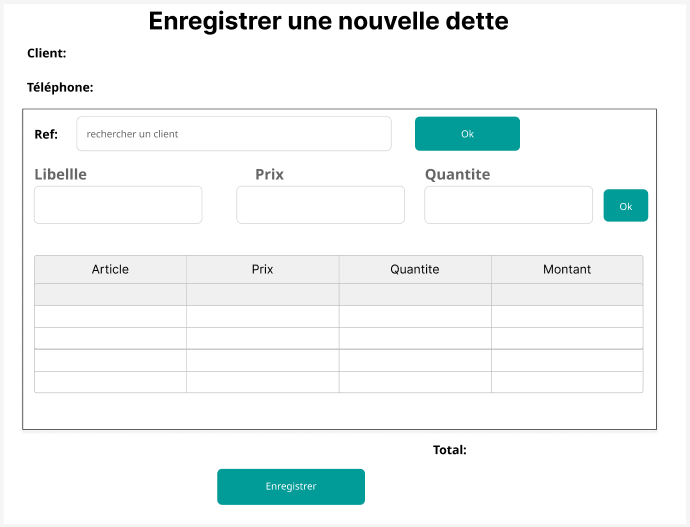 Enregistrer une nouvelle dette
Client:
Téléphone:
Ref: rechercher un client Ok
Libellle Prix Quantite
Ok
Article Prix Quantite Montant
Total:
Enregistrer